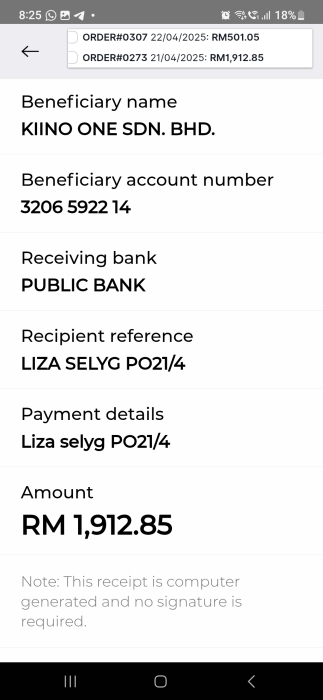 8:25
18%
ORDER#0307 22/04/2025: RM501.05
ORDER#0273 21/04/2025: RM1,912.85
Beneficiary name
KIINO ONE SDN. BHD.
Beneficiary account number
3206 5922 14
Receiving bank
PUBLIC BANK
Recipient reference
LIZA SELYG PO21/4
Payment details
Liza selyg PO21/4
Amount
RM 1,912.85
Note: This receipt is computer
generated and no signature is
required.